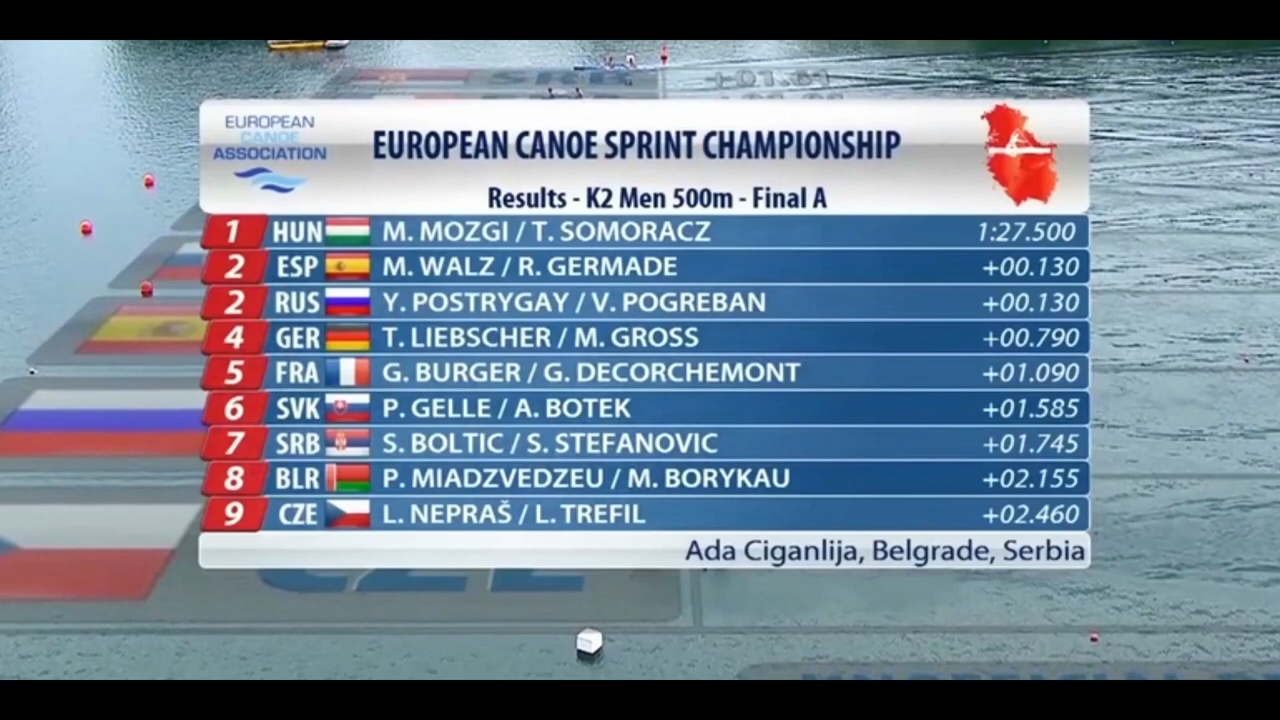 EUROPEAN
CANOE
ASSOCIATION
EUROPEAN CANOE SPRINT CHAMPIONSHIP
Results - K2 Men 500m - Final A
1 HUN M. MOZGI / T. SOMORACZ 1:27.500
2 ESP M. WALZ / R. GERMADE +00.130
2 RUS Y. POSTRYGAY / V. POGREBAN +00.130
4 GER T. LIEBSCHER / M. GROSS +00.790
5 FRA G. BURGER / G. DECORCHEMONT +01.090
6 SVK P. GELLE / A. BOTEK +01.585
7 SRB S. BOLTIC / S. STEFANOVIC +01.745
8 BLR P. MIADZVEDZEU / M. BORYKAU +02.155
9 CZE L. NEPRAŠ / L. TREFIL +02.460
Ada Ciganlija, Belgrade, Serbia
CZE